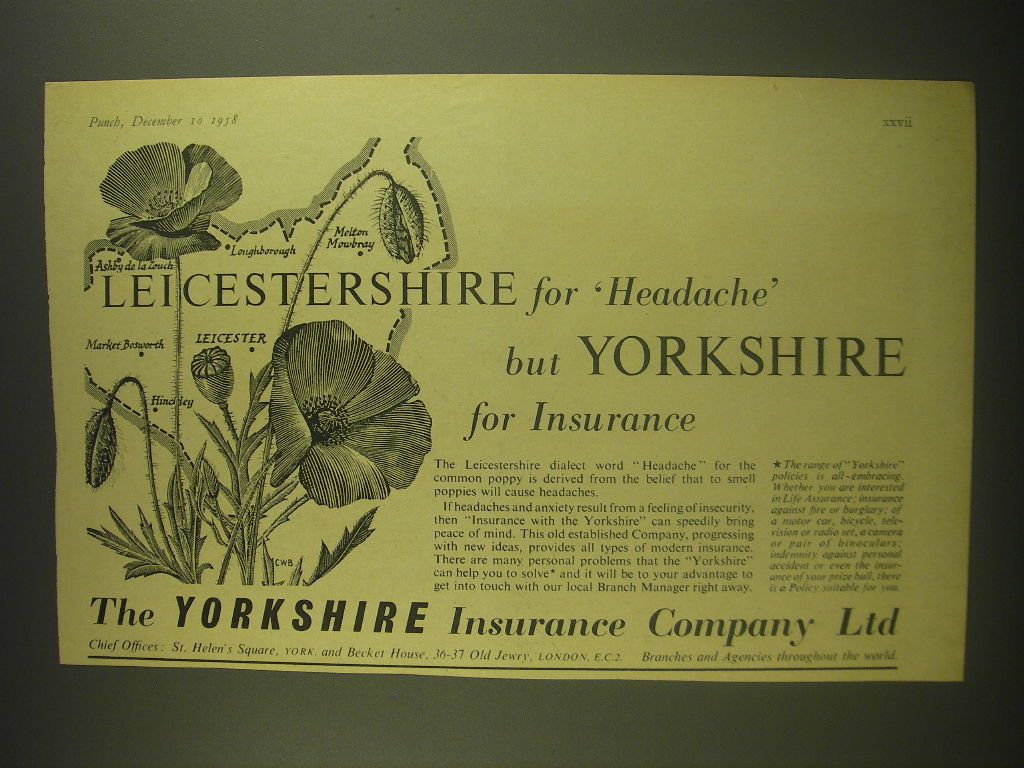 Punch, December 10 1958
xxvii
Ashby de la Zouch
Loughborough
Melton
Mowbray
LEICESTERSHIRE for ‘Headache’
Market Bosworth
LEICESTER
Hinckley
but YORKSHIRE
for Insurance
The Leicestershire dialect word "Headache" for the
common poppy is derived from the belief that to smell
poppies will cause headaches.
If headaches and anxiety result from a feeling of insecurity,
then "Insurance with the Yorkshire" can speedily bring
peace of mind. This old established Company, progressing
with new ideas, provides all types of modern insurance.
There are many personal problems that the "Yorkshire"
can help you to solve* and it will be to your advantage to
get into touch with our local Branch Manager right away.
★ The range of "Yorkshire"
policies is all-embracing.
Whether you are interested
in Life Assurance; insurance
against fire or burglary; of
a motor car, bicycle, tele-
vision or radio set, a camera
or pair of binoculars;
indemnity against personal
accident or even the insur-
ance of your prize bull, there
is a Policy suitable for you.
CWB
The YORKSHIRE Insurance Company Ltd
Chief Offices: St. Helen's Square, YORK, and Becket House, 36-37 Old Jewry, LONDON, E.C.2. Branches and Agencies throughout the world.